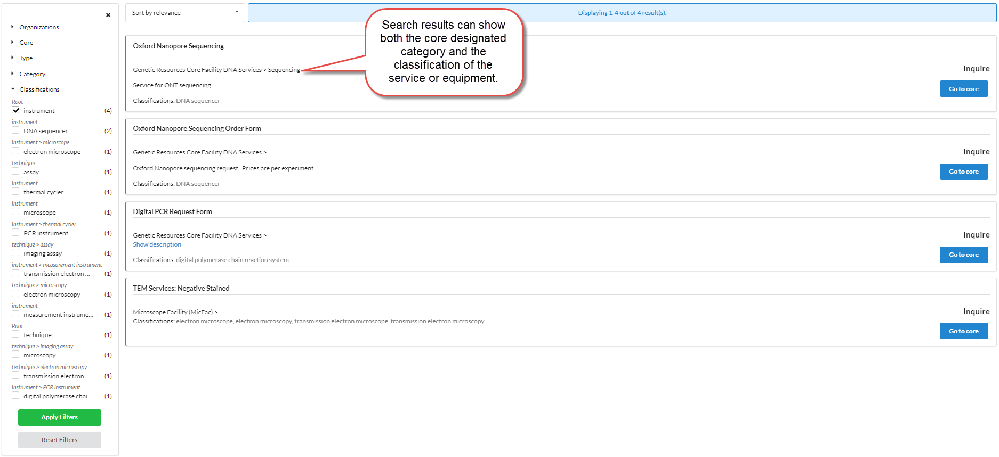 Organizations
Core
Type
Category
Classifications
Root
instrument (4)
instrument
DNA sequencer (2)
instrument > microscope
electron microscope (1)
technique
assay (1)
instrument
thermal cycler (1)
instrument
microscope (1)
instrument > thermal cycler
PCR instrument (1)
technique > assay
imaging assay (1)
instrument > measurement instrument
transmission electron ... (1)
technique > microscopy
electron microscopy (1)
instrument
measurement instrume... (1)
Root
technique (1)
technique > imaging assay
microscopy (1)
technique > electron microscopy
transmission electron ... (1)
instrument > PCR instrument
digital polymerase chai... (1)
Apply Filters
Reset Filters
Sort by relevance
Displaying 1-4 out of 4 result(s).
Search results can show
both the core designated
category and the
classification of the
service or equipment.
Oxford Nanopore Sequencing
Genetic Resources Core Facility DNA Services > Sequencing
Inquire
Service for ONT sequencing.
Go to core
Classifications: DNA sequencer
Oxford Nanopore Sequencing Order Form
Genetic Resources Core Facility DNA Services >
Inquire
Oxford Nanopore sequencing request.  Prices are per experiment.
Go to core
Classifications: DNA sequencer
Digital PCR Request Form
Genetic Resources Core Facility DNA Services >
Inquire
Show description
Go to core
Classifications: digital polymerase chain reaction system
TEM Services: Negative Stained
Microscope Facility (MicFac) >
Inquire
Classifications: electron microscope, electron microscopy, transmission electron microscope, transmission electron microscopy
Go to core